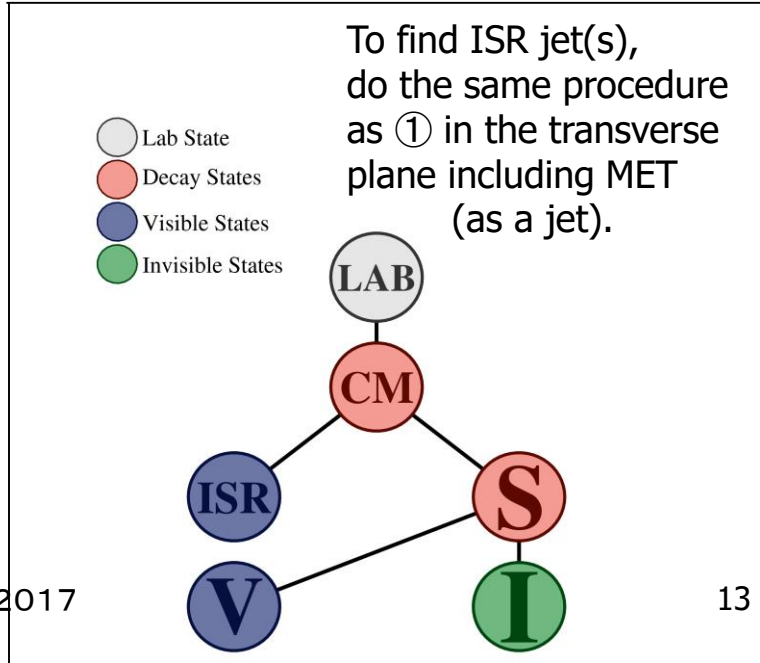 To find ISR jet(s),
do the same procedure
as ① in the transverse
plane including MET
(as a jet).
Lab State
Decay States
Visible States
Invisible States
LAB
CM
ISR
S
V
I
2017
13